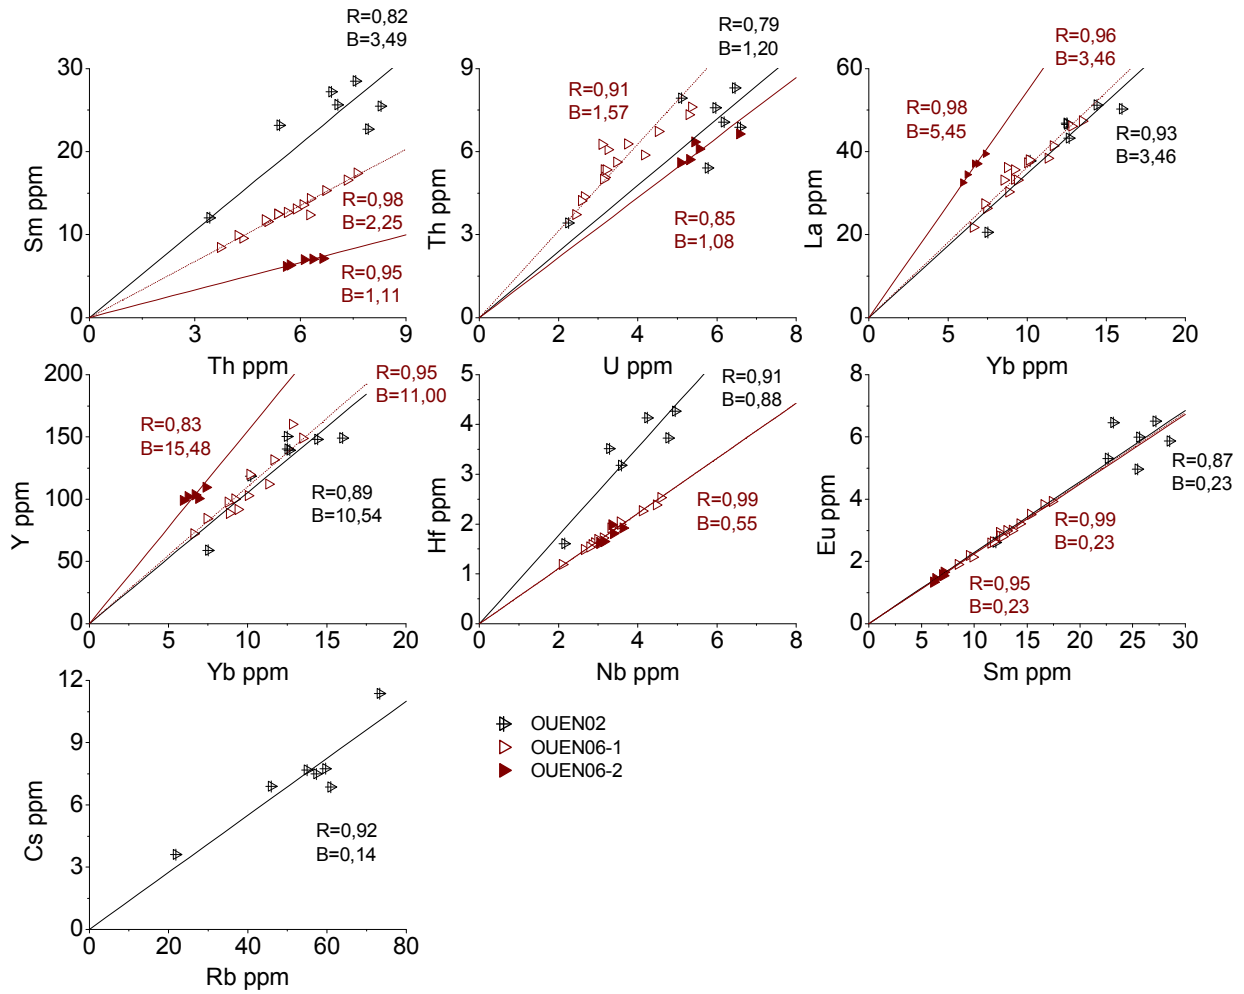 R=0,82
B=3,49
30
20
10
0
Sm ppm
R=0,98
B=2,25
R=0,95
B=1,11
0
3
6
9
Th ppm
R=0,79
B=1,20
9
6
3
0
Th ppm
R=0,91
B=1,57
R=0,85
B=1,08
0
2
4
6
8
U ppm
R=0,96
B=3,46
60
40
20
0
La ppm
R=0,98
B=5,45
R=0,93
B=3,46
0
5
10
15
20
Yb ppm
200
150
100
50
0
Y ppm
R=0,95
B=11,00
R=0,83
B=15,48
R=0,89
B=10,54
0
5
10
15
20
Yb ppm
5
4
3
2
1
0
Hf ppm
R=0,91
B=0,88
R=0,99
B=0,55
0
2
4
6
8
Nb ppm
8
6
4
2
0
Eu ppm
R=0,87
B=0,23
R=0,99
B=0,23
R=0,95
B=0,23
0
5
10
15
20
25
30
Sm ppm
12
9
6
3
0
Cs ppm
R=0,92
B=0,14
0
20
40
60
80
Rb ppm
OUEN02
OUEN06-1
OUEN06-2